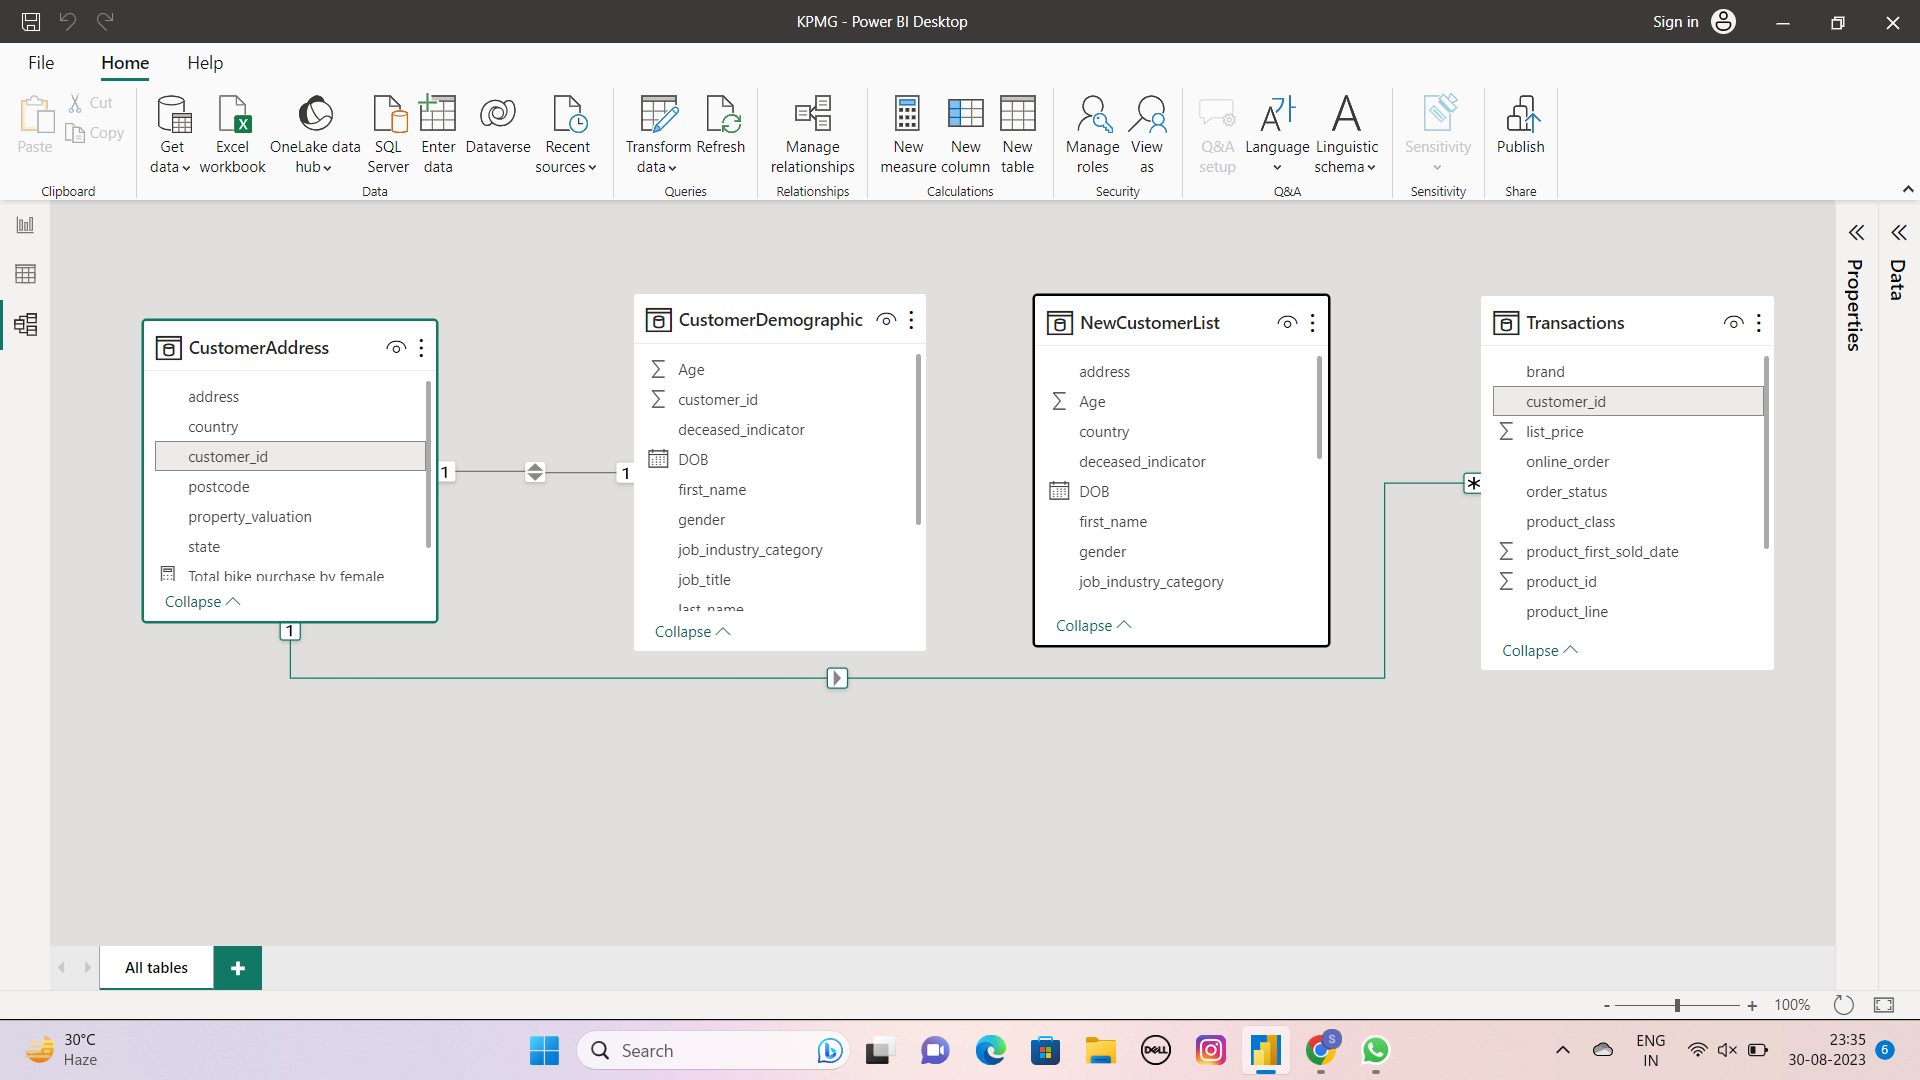 KPMG - Power BI Desktop
Sign in
File Home Help
Paste
Cut
Copy
Clipboard
Get data
Excel workbook
OneLake data hub
SQL Server
Enter data
Dataverse
Recent sources
Data
Transform data
Refresh
Queries
Manage relationships
Relationships
New measure
New column
New table
Calculations
Manage roles
View as
Security
Q&A setup
Language
Linguistic schema
Q&A
Sensitivity
Sensitivity
Publish
Share
CustomerAddress
address
country
customer_id
postcode
property_valuation
state
Total bike purchase by female
Collapse
1
1
1
CustomerDemographic
Age
customer_id
deceased_indicator
DOB
first_name
gender
job_industry_category
job_title
last_name
Collapse
NewCustomerList
address
Age
country
deceased_indicator
DOB
first_name
gender
job_industry_category
Collapse
*
Transactions
brand
customer_id
list_price
online_order
order_status
product_class
product_first_sold_date
product_id
product_line
Collapse
Properties
Data
All tables
+
- + 100%
30°C
Haze
Search
DELL
S
ENG
IN
23:35
30-08-2023
6